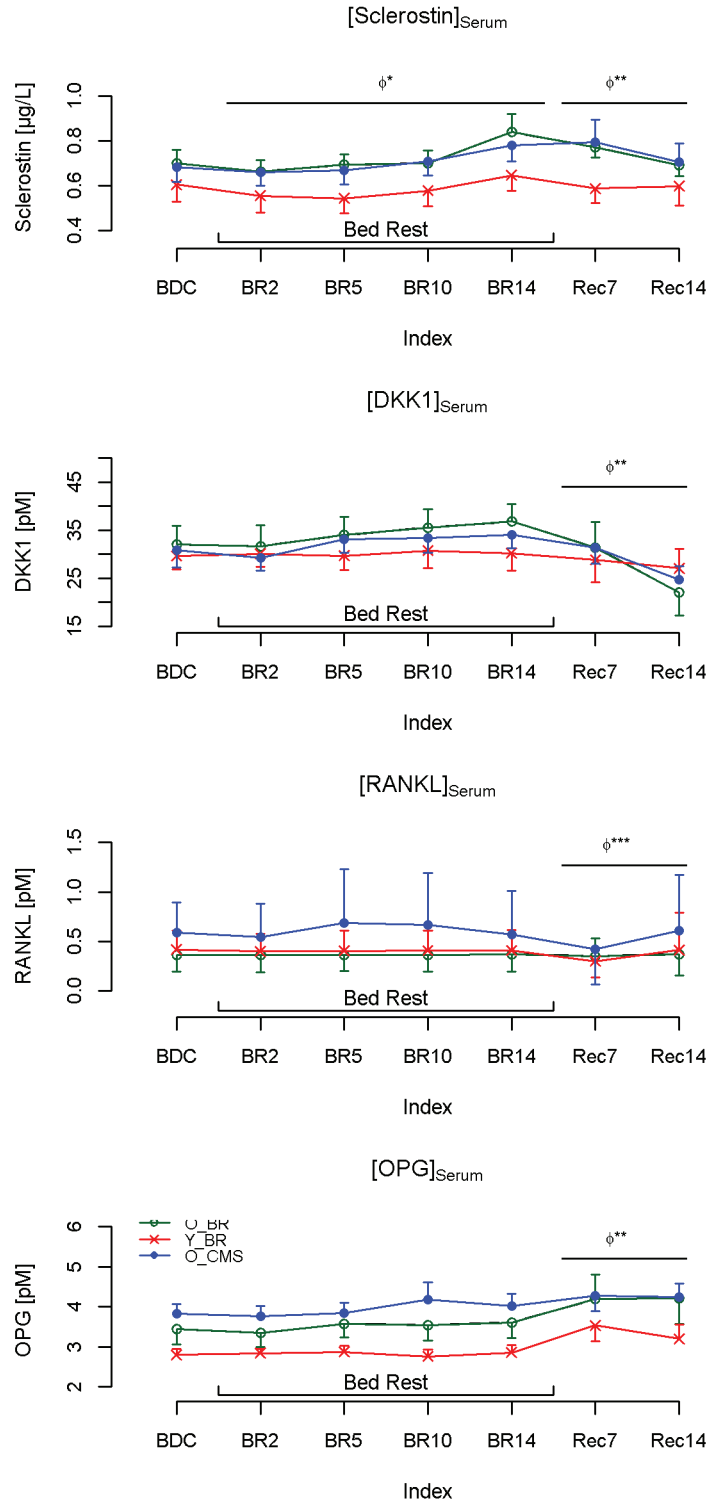 [Sclerostin]Serum
ϕ* ϕ**
Sclerostin [µg/L]
1.0
0.8
0.6
0.4
Bed Rest
BDC BR2 BR5 BR10 BR14 Rec7 Rec14
Index
[DKK1]Serum
ϕ**
DKK1 [pM]
45
35
25
15
Bed Rest
BDC BR2 BR5 BR10 BR14 Rec7 Rec14
Index
[RANKL]Serum
ϕ***
RANKL [pM]
1.5
1.0
0.5
0.0
Bed Rest
BDC BR2 BR5 BR10 BR14 Rec7 Rec14
Index
[OPG]Serum
O_BR
Y_BR
O_CMS
ϕ**
OPG [pM]
6
5
4
3
2
Bed Rest
BDC BR2 BR5 BR10 BR14 Rec7 Rec14
Index